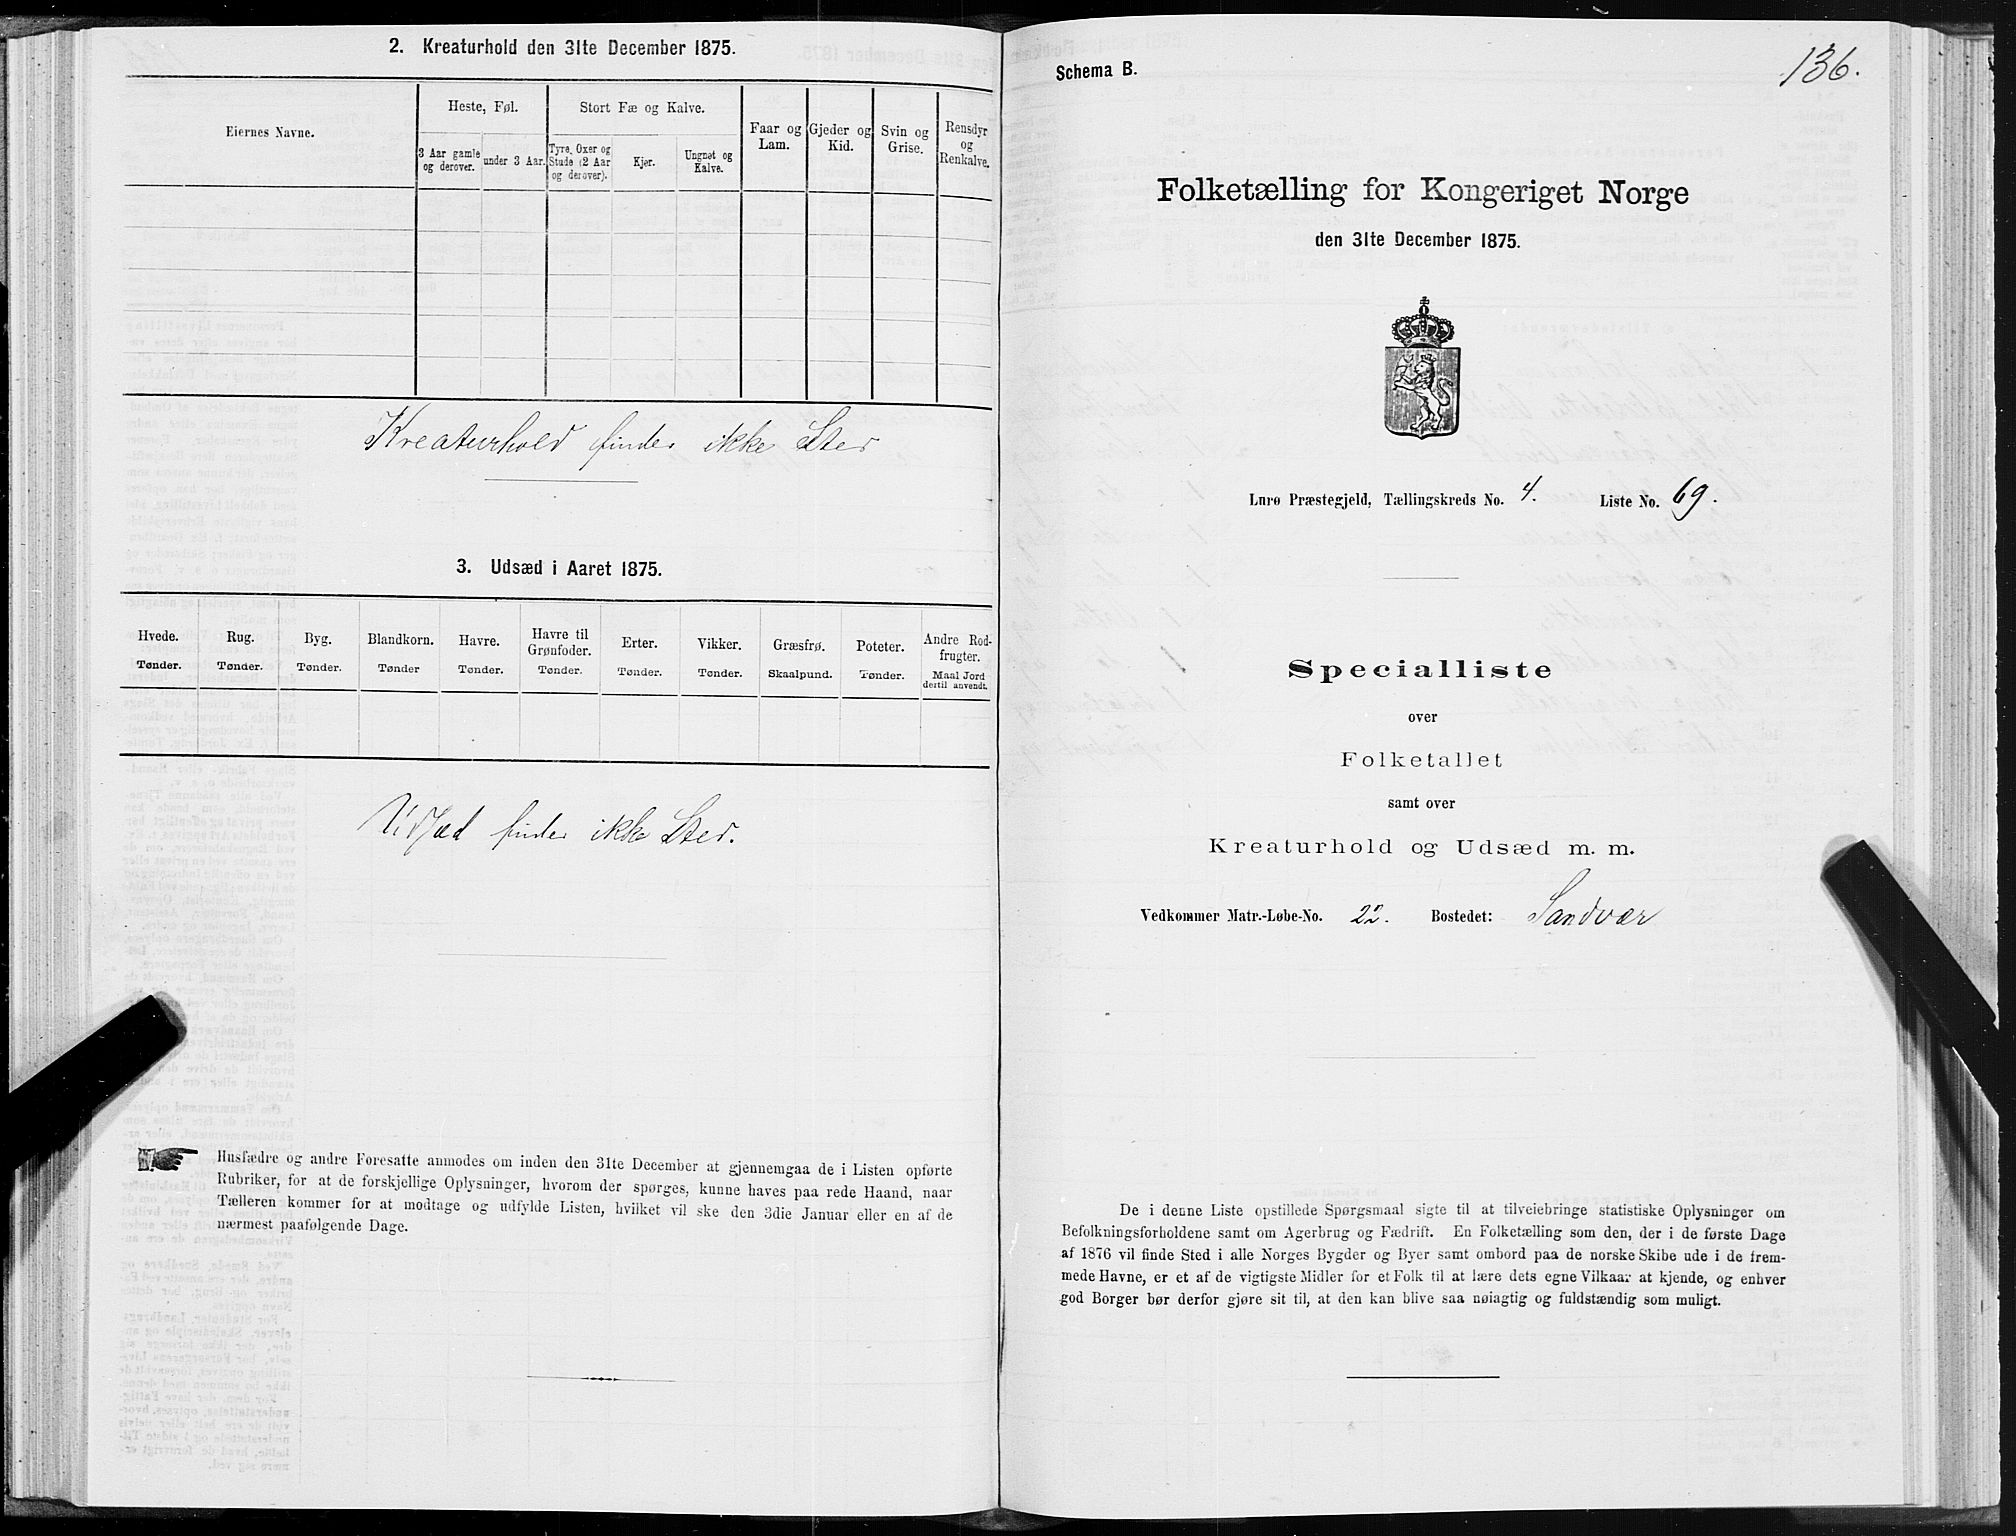 2. Kreaturhold den 31te December 1875.
Eiernes Navne.
Heste, Føl.
Stort Fæ og Kalve.
Faar og Lam.
Gjeder og Kid.
Svin og Grise.
Rensdyr og Renkalve.
3 Aar gamle og derover.
under 3 Aar.
Tyre, Oxer og Stude (2 Aar og derover).
Kjør.
Ungnøt og Kalve.
Kreaturhold finder ikke Sted
3. Udsæd i Aaret 1875.
Hvede. Rug. Byg. Blandkorn. Havre. Havre til Grønfoder. Erter. Vikker. Græsfrø. Poteter. Andre Rodfrugter.
Tønder. Tønder. Tønder. Tønder Tønder. Tønder. Tønder. Tønder. Skaalpund. Tønder. Maal Jord dertil anvendt.
Udsæd finder ikke Sted.
Husfædre og andre Foresatte anmodes om inden den 31te December at gjennemgaa de i Listen opførte
Rubriker, for at de forskjellige Oplysninger, hvorom der spørges, kunne haves paa rede Haand, naar
Tælleren kommer for at modtage og udfylde Listen, hvilket vil ske den 3die Januar eller en af de
nærmest paafølgende Dage.
136.
Schema B.
Folketælling for Kongeriget Norge
den 31te December 1875.
Lurø Præstegjeld, Tællingskreds No. 4. Liste No. 69.
Specialliste
over
Folketallet
samt over
Kreaturhold og Udsæd m. m.
Vedkommer Matr.-Løbe-No. 22. Bostedet: Sandvær
De i denne Liste opstillede Spørgsmaal sigte til at tilveiebringe statistiske Oplysninger om
Befolkningsforholdene samt om Agerbrug og Fædrift. En Folketælling som den, der i de første Dage
af 1876 vil finde Sted i alle Norges Bygder og Byer samt ombord paa de norske Skibe ude i de frem-
mede Havne, er et af de vigtigste Midler for et Folk til at lære dets egne Vilkaar at kjende, og enhver
god Borger bør derfor gjøre sit til, at den kan blive saa nøiagtig og fuldstændig som muligt.